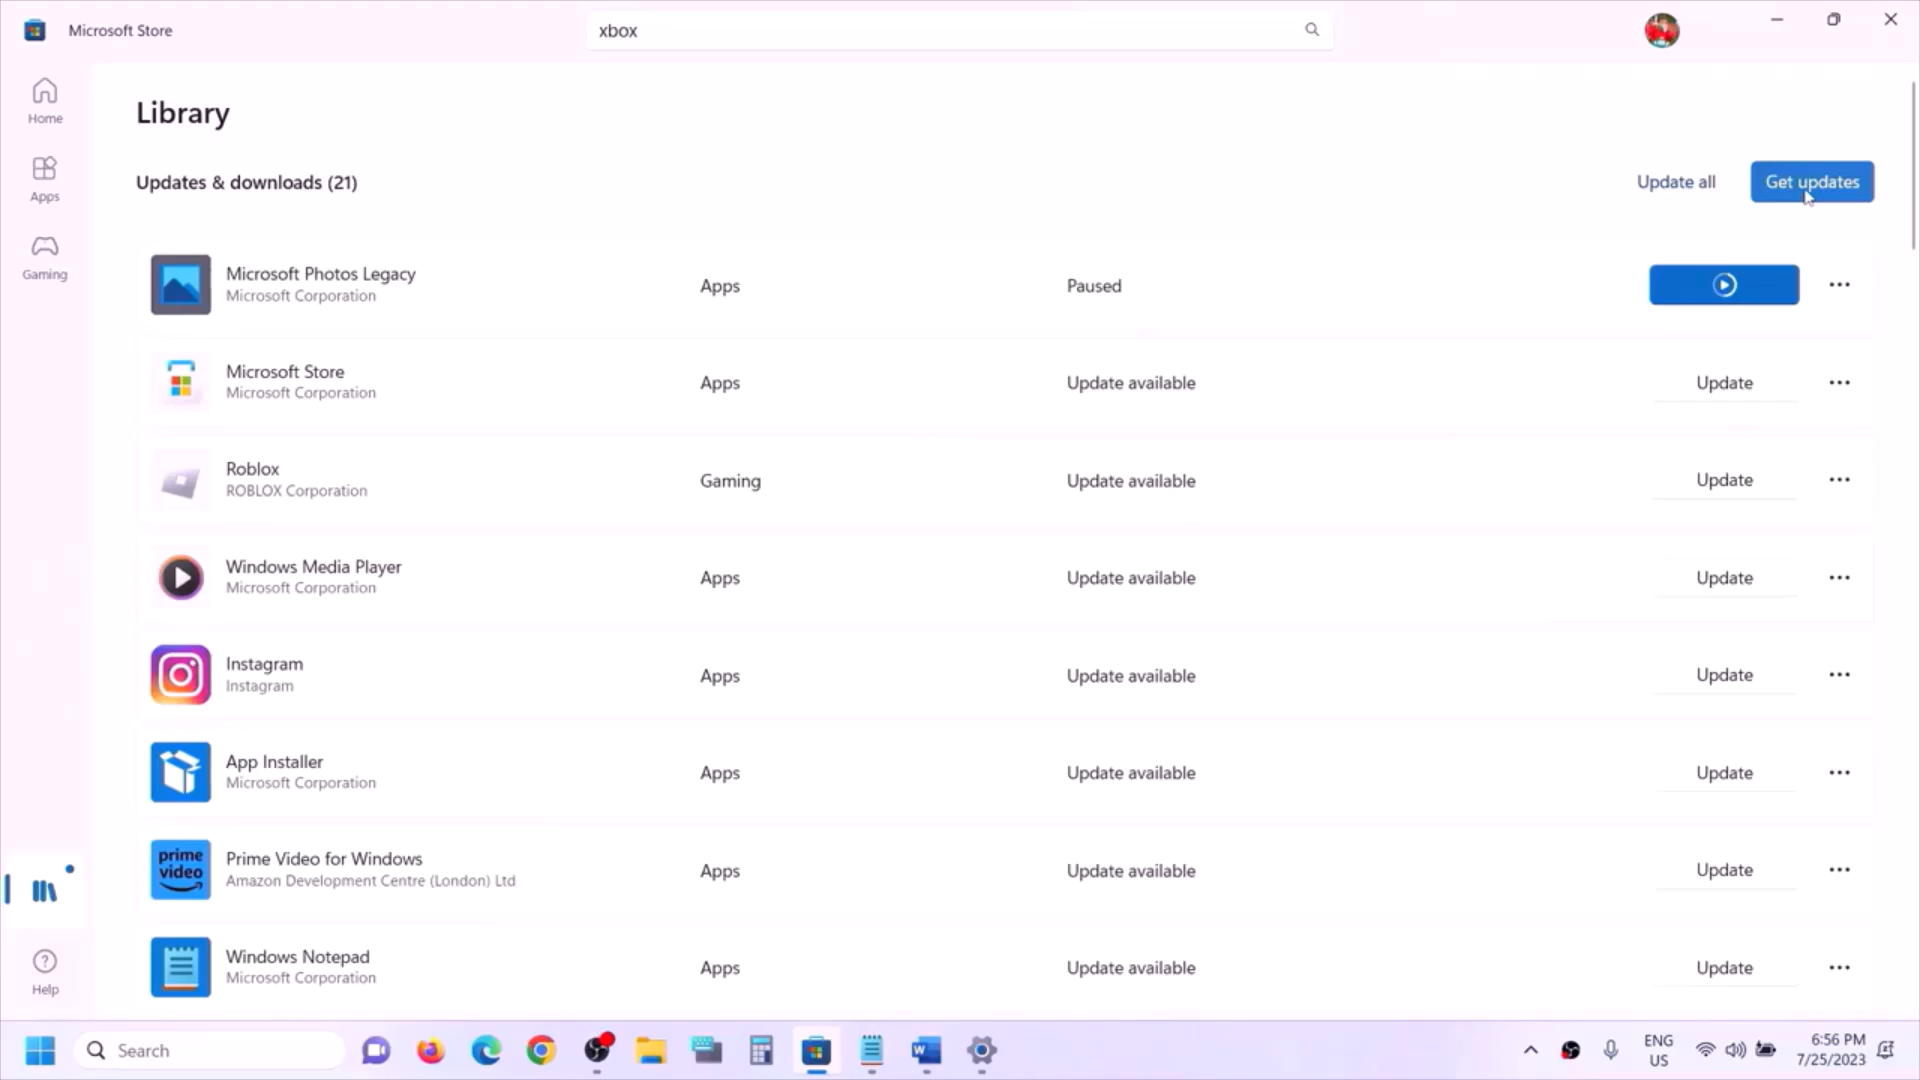 Microsoft Store
xbox
Home
Apps
Gaming
Library
Updates & downloads (21)
Update all
Get updates
Microsoft Photos Legacy
Microsoft Corporation
Apps
Paused
Microsoft Store
Microsoft Corporation
Apps
Update available
Update
Roblox
ROBLOX Corporation
Gaming
Update available
Update
Windows Media Player
Microsoft Corporation
Apps
Update available
Update
Instagram
Instagram
Apps
Update available
Update
App Installer
Microsoft Corporation
Apps
Update available
Update
prime
video
Prime Video for Windows
Amazon Development Centre (London) Ltd
Apps
Update available
Update
Windows Notepad
Microsoft Corporation
Apps
Update available
Update
Help
Search
ENG
US
6:56 PM
7/25/2023